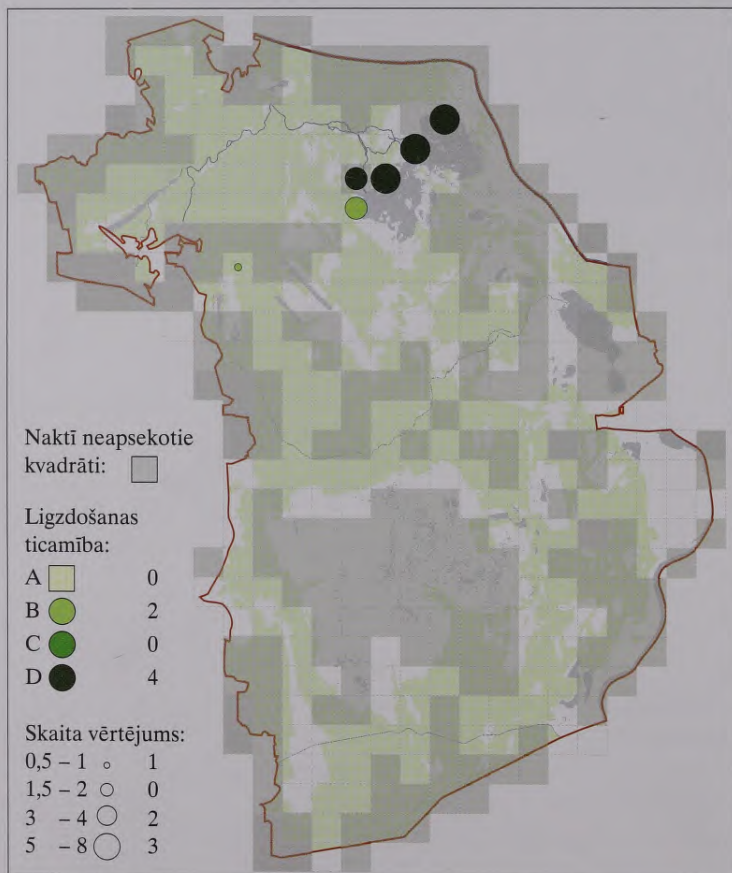 Naktī neapsekotie
kvadrāti:
Ligzdošanas
ticamība:
A 0
B 2
C 0
D 4
Skaita vērtējums:
0,5 – 1 1
1,5 – 2 0
3 – 4 2
5 – 8 3